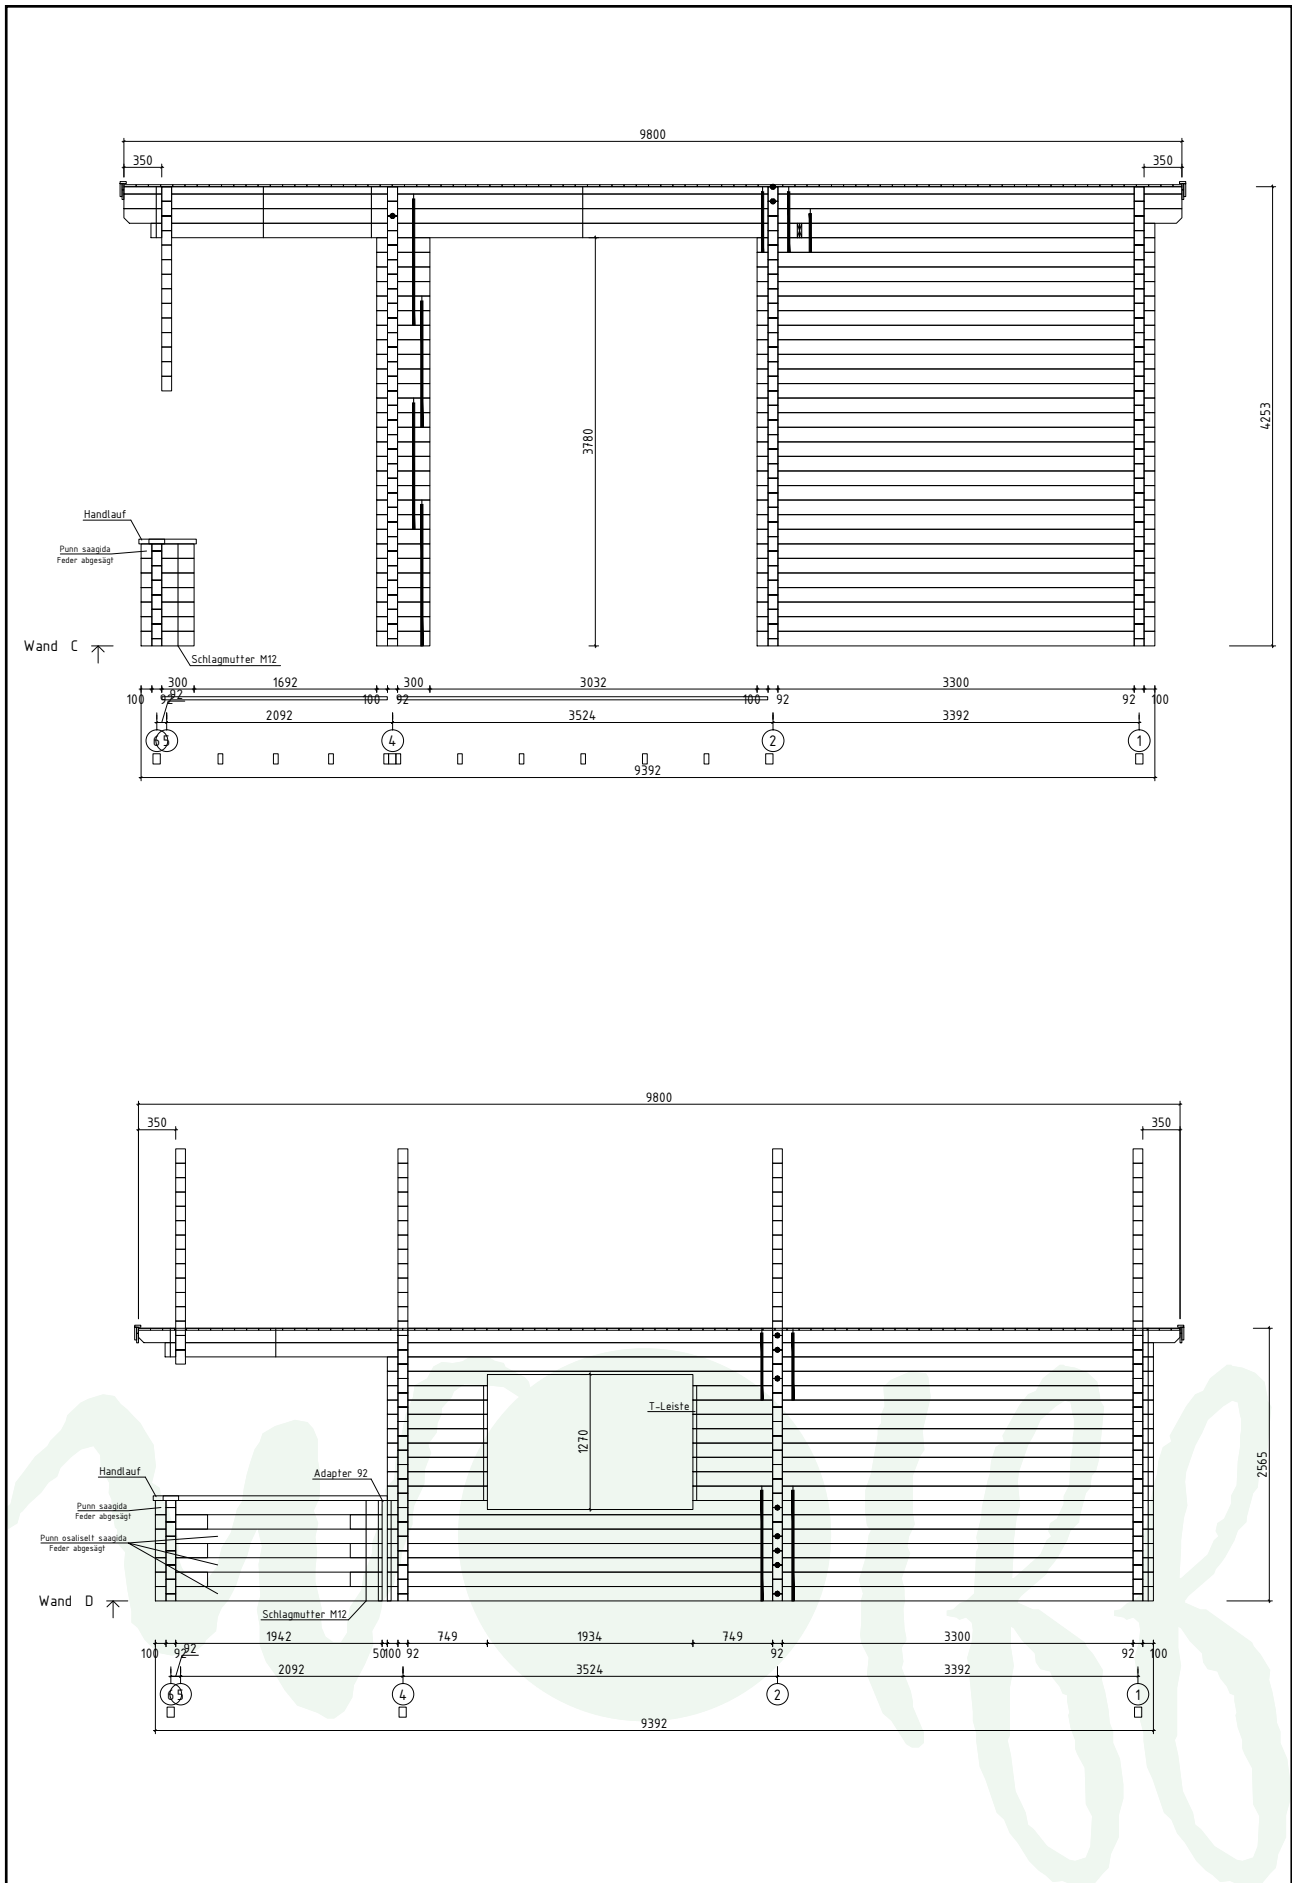 9800
350 350
Handlauf
Punn saagida
Feder abgesägt
3780
4253
Wand C
Schlagmutter M12
300 1692 300 3032 3300
100 92 92 100 92 100 92 92 100
2092 3524 3392
6 5 4 2 1
9392
9800
350 350
T-Leiste
1270
2565
Handlauf
Adapter 92
Punn saagida
Feder abgesägt
Punn osaliselt saagida
Feder abgesägt
Wand D
Schlagmutter M12
1942 749 1934 749 3300
100 92 92 50 100 92 92 92 100
2092 3524 3392
6 5 4 2 1
9392
wolff